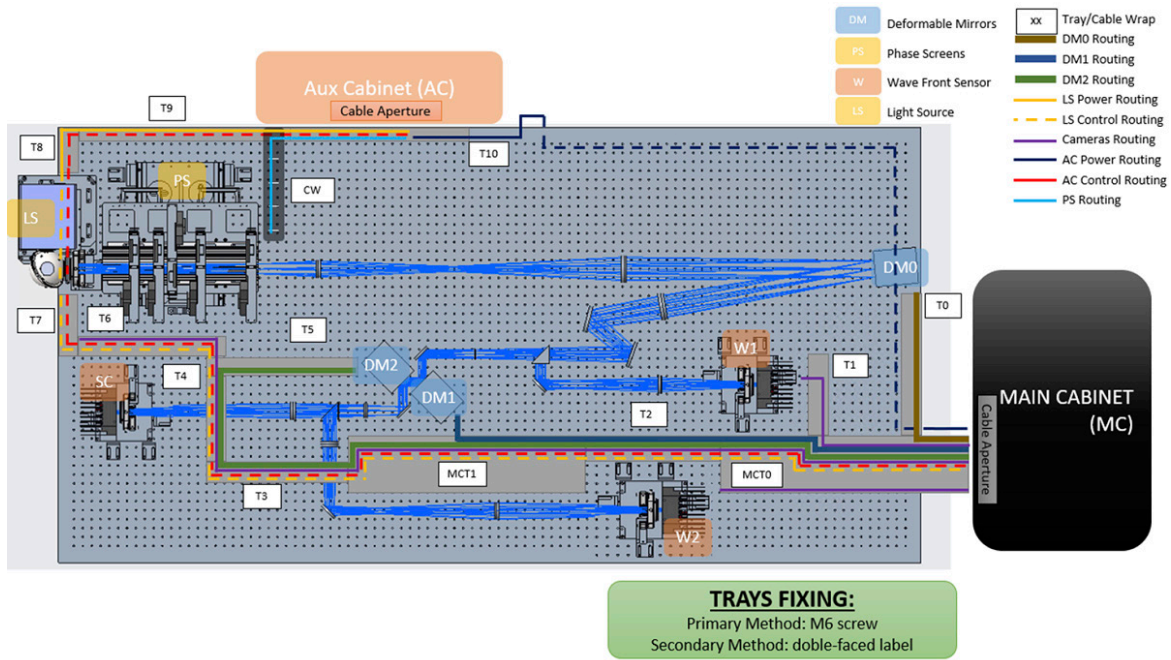 DM
Deformable Mirrors
PS
Phase Screens
W
Wave Front Sensor
LS
Light Source
xx
Tray/Cable Wrap
DM0 Routing
DM1 Routing
DM2 Routing
LS Power Routing
LS Control Routing
Cameras Routing
AC Power Routing
AC Control Routing
PS Routing
Aux Cabinet (AC)
Cable Aperture
T9
T8
T10
PS
CW
LS
DM0
T7
T6
T5
T0
W1
DM2
T1
SC
T4
DM1
T2
MAIN CABINET
(MC)
Cable Aperture
MCT1
MCT0
T3
W2
TRAYS FIXING:
Primary Method: M6 screw
Secondary Method: doble-faced label